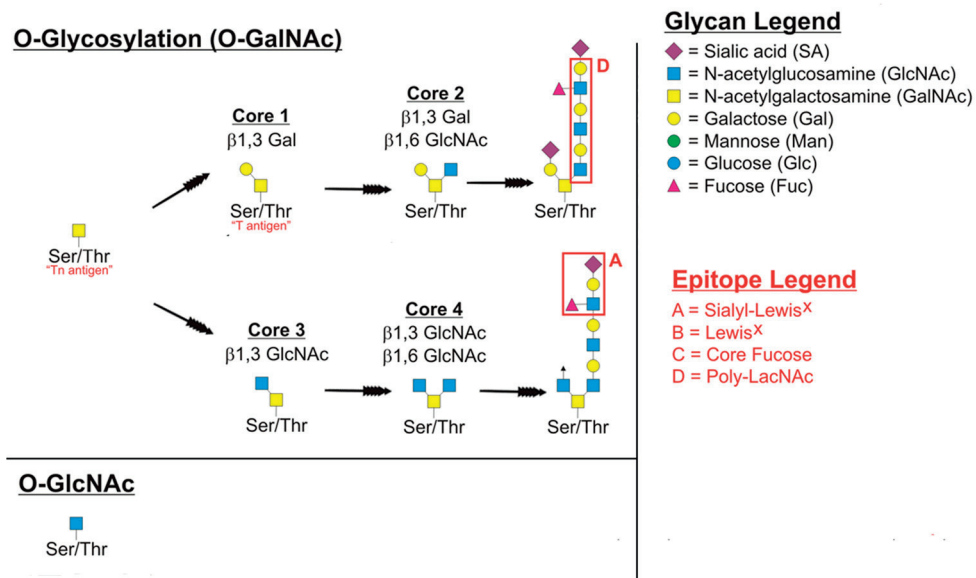 O-Glycosylation (O-GalNAc)
Core 1
β1,3 Gal
Ser/Thr
"T antigen"
Core 2
β1,3 Gal
β1,6 GlcNAc
Ser/Thr
D
Ser/Thr
Ser/Thr
"Tn antigen"
Core 3
β1,3 GlcNAc
Ser/Thr
Core 4
β1,3 GlcNAc
β1,6 GlcNAc
Ser/Thr
A
Ser/Thr
O-GlcNAc
Ser/Thr
Glycan Legend
= Sialic acid (SA)
= N-acetylglucosamine (GlcNAc)
= N-acetylgalactosamine (GalNAc)
= Galactose (Gal)
= Mannose (Man)
= Glucose (Glc)
= Fucose (Fuc)
Epitope Legend
A = Sialyl-Lewisˣ
B = Lewisˣ
C = Core Fucose
D = Poly-LacNAc